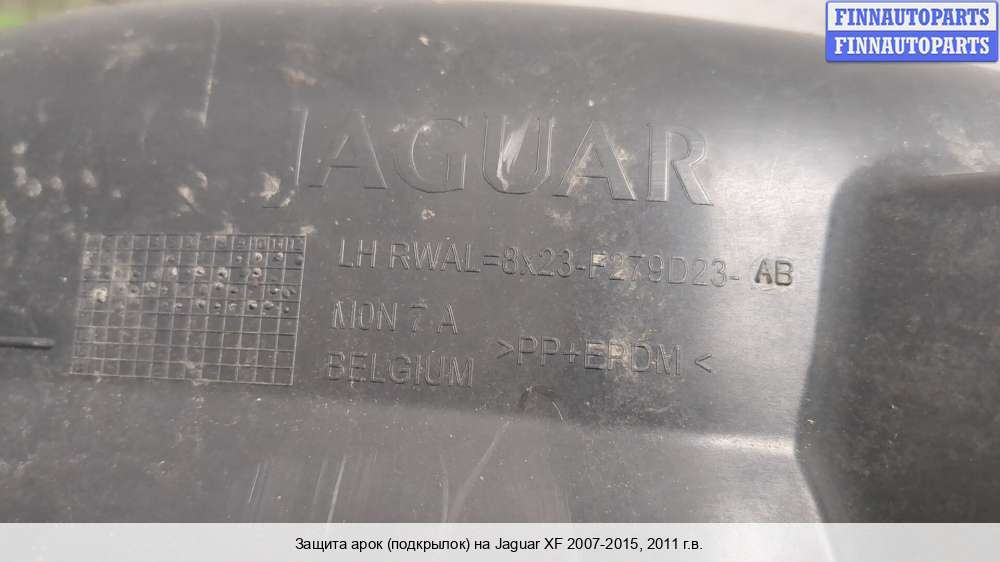 FINNAUTOPARTS
FINNAUTOPARTS
JAGUAR
LH RWAL=8x23-F279D23- AB
MON 7 A
BELGIUM >PP+EPDM<
Защита арок (подкрылок) на Jaguar XF 2007-2015, 2011 г.в.